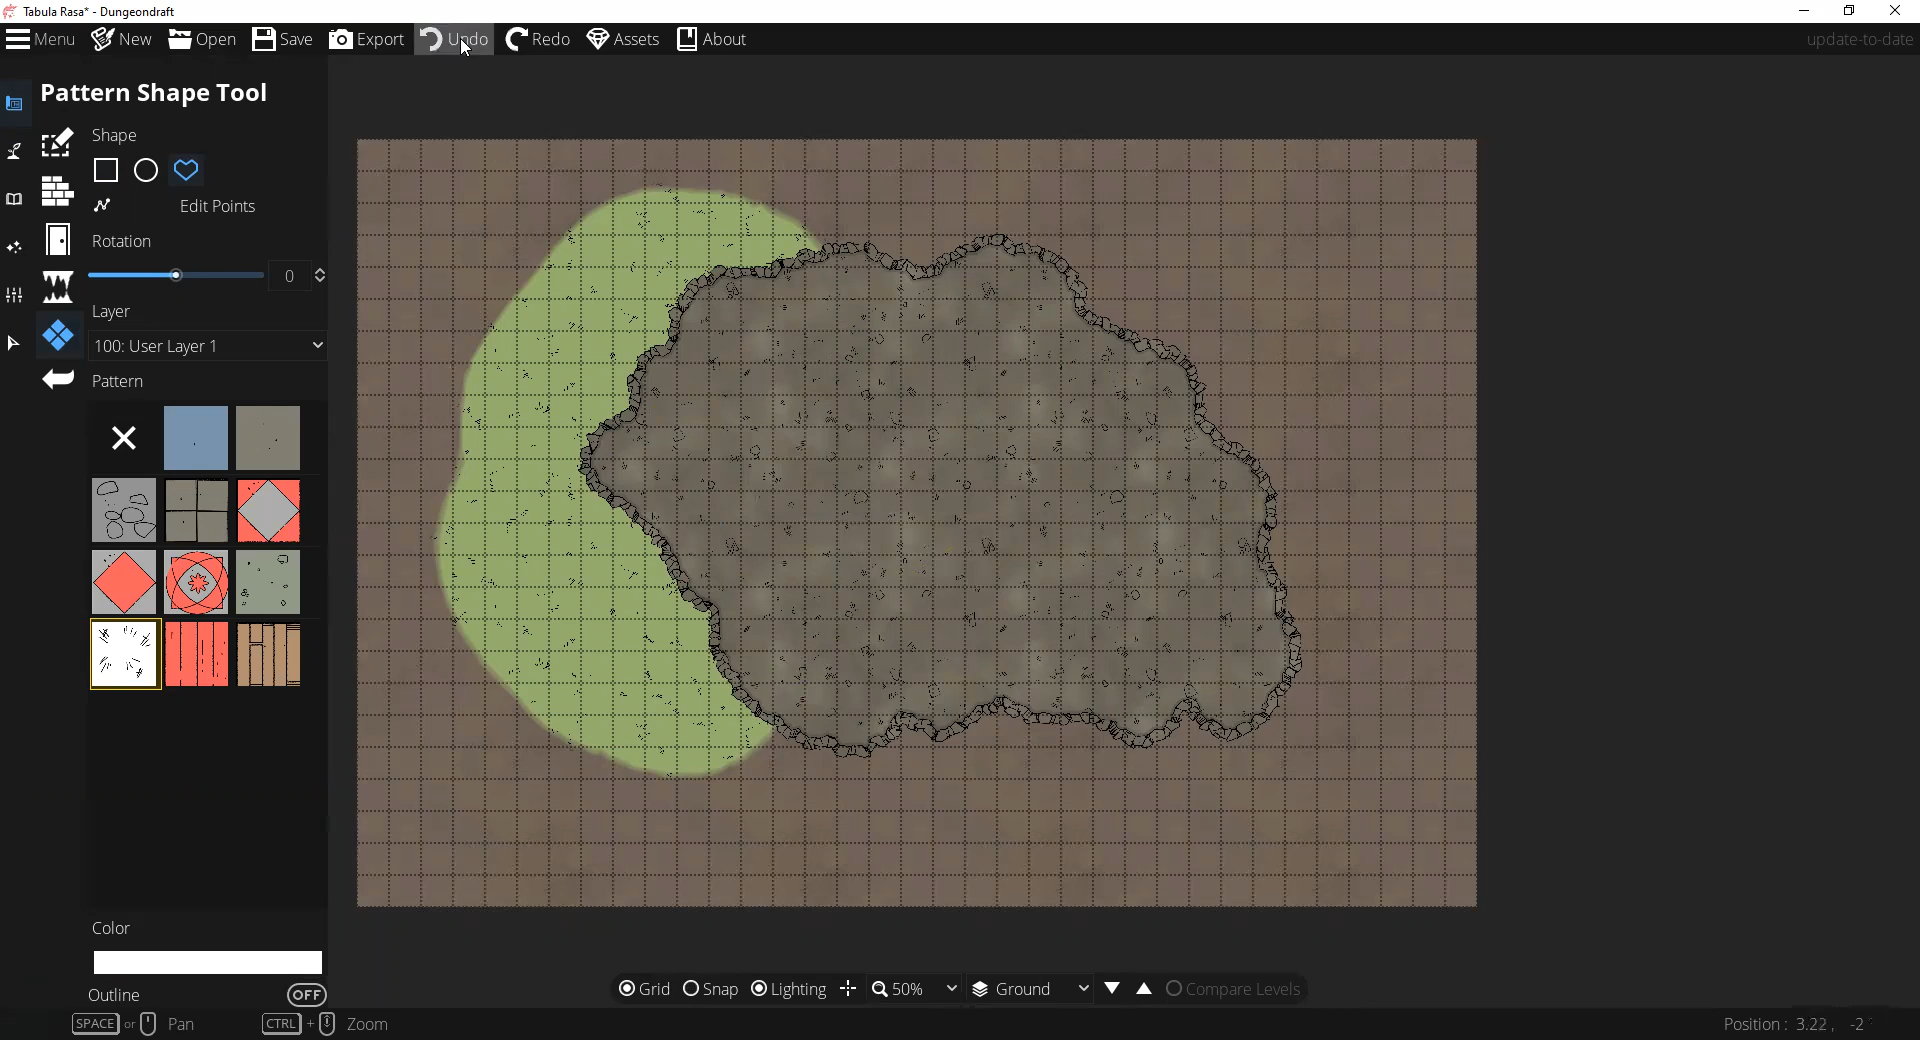 Tabula Rasa* - Dungeondraft
Menu New Open Save Export Undo Redo Assets About update-to-date
Pattern Shape Tool
Shape
Edit Points
Rotation
0
Layer
100: User Layer 1
Pattern
Color
Outline OFF
Grid Snap Lighting 50% Ground Compare Levels
SPACE or Pan CTRL + Zoom Position : 3.22 , -2